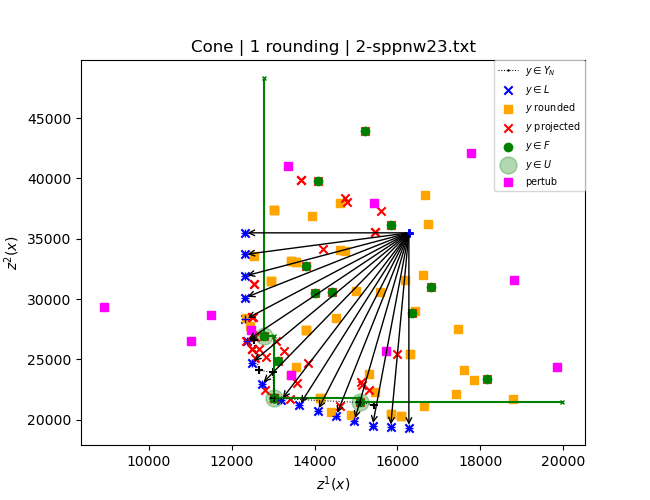 Cone | 1 rounding | 2-sppnw23.txt
z²(x)
45000
40000
35000
30000
25000
20000
10000 12000 14000 16000 18000 20000
z¹(x)
y ∈ Y_N
y ∈ L
y rounded
y projected
y ∈ F
y ∈ U
pertub